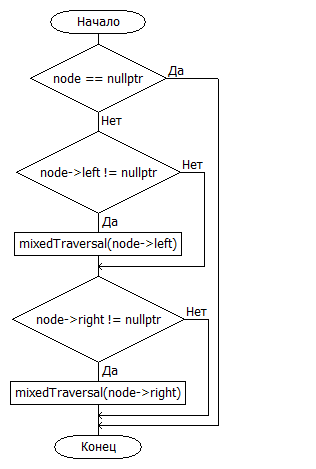 Начало
node == nullptr
Да
Нет
node->left != nullptr
Нет
Да
mixedTraversal(node->left)
node->right != nullptr
Нет
Да
mixedTraversal(node->right)
Конец